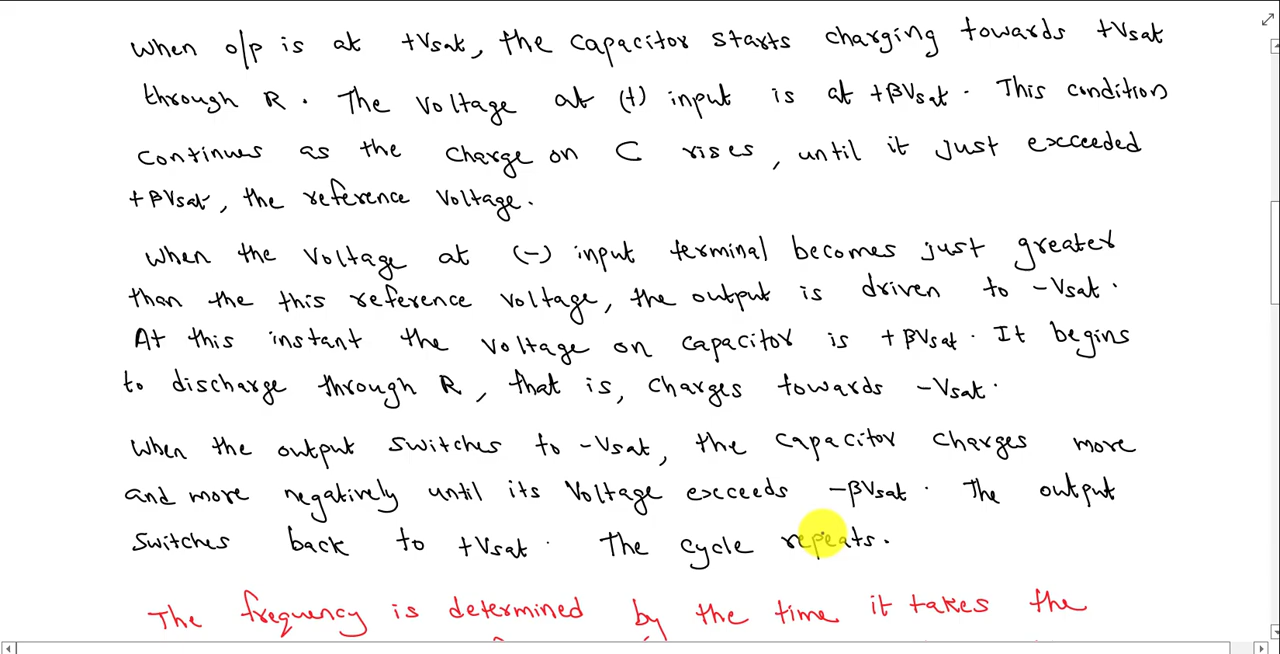 When o/p is at +Vsat, the capacitor starts charging towards +Vsat
through R. The voltage at (+) input is at +βVsat. This condition
continues as the charge on C rises, until it just excceeded
+βVsat, the reference voltage.
When the voltage at (-) input terminal becomes just greater
than the this reference voltage, the output is driven to -Vsat.
At this instant the voltage on capacitor is +βVsat. It begins
to discharge through R, that is, charges towards -Vsat.
When the output switches to -Vsat, the capacitor charges more
and more negatively until its voltage excceeds -βVsat. The output
switches back to +Vsat. The cycle repeats.
The frequency is determined by the time it takes the